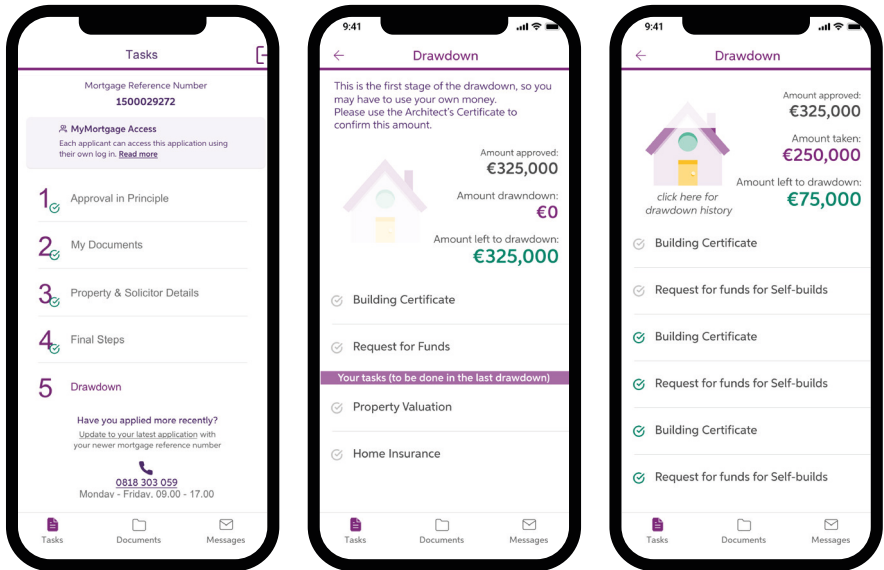 Tasks
Mortgage Reference Number
1500029272
MyMortgage Access
Each applicant can access this application using
their own log in. Read more
1 Approval in Principle
2 My Documents
3 Property & Solicitor Details
4 Final Steps
5 Drawdown
Have you applied more recently?
Update to your latest application with
your newer mortgage reference number
0818 303 059
Monday - Friday, 09.00 - 17.00
Tasks Documents Messages
9:41
Drawdown
This is the first stage of the drawdown, so you
may have to use your own money.
Please use the Architect's Certificate to
confirm this amount.
Amount approved:
€325,000
Amount drawndown:
€0
Amount left to drawdown:
€325,000
Building Certificate
Request for Funds
Your tasks (to be done in the last drawdown)
Property Valuation
Home Insurance
Tasks Documents Messages
9:41
Drawdown
Amount approved:
€325,000
Amount taken:
€250,000
Amount left to drawdown:
€75,000
click here for
drawdown history
Building Certificate
Request for funds for Self-builds
Building Certificate
Request for funds for Self-builds
Building Certificate
Request for funds for Self-builds
Tasks Documents Messages